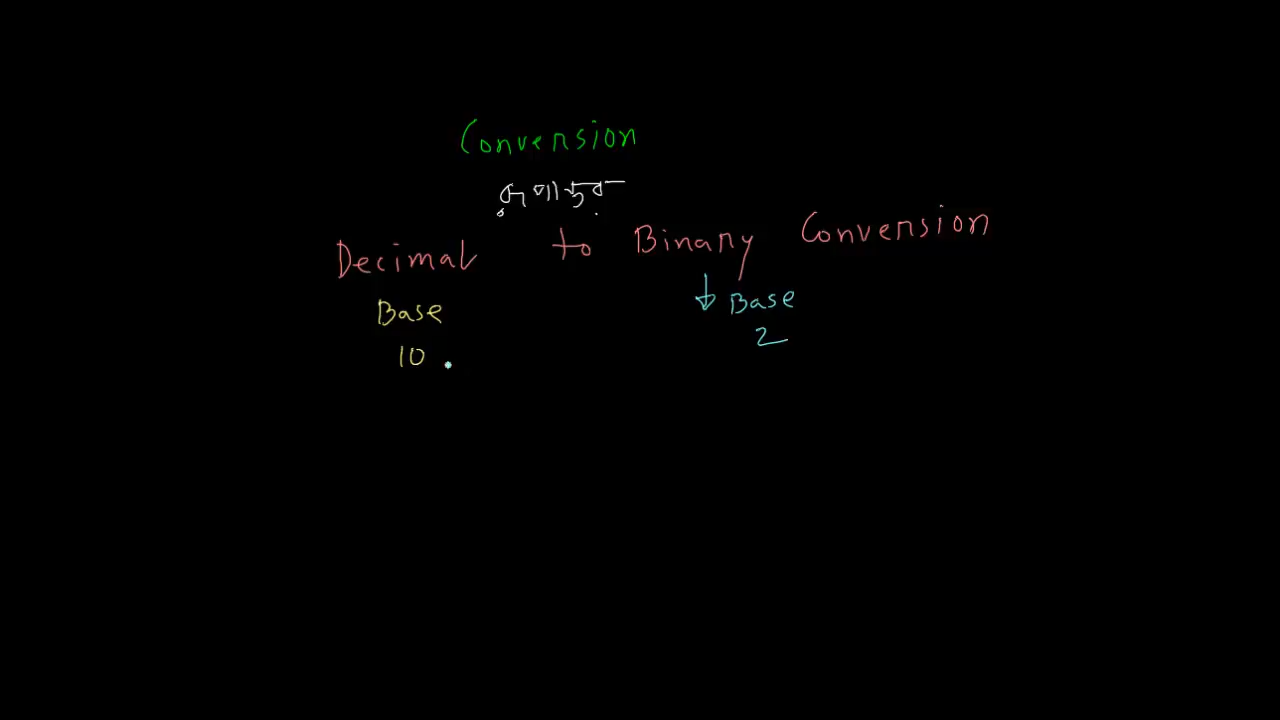 Conversion
রূপান্তর
Decimal to Binary Conversion
Base
↓ Base
10
2